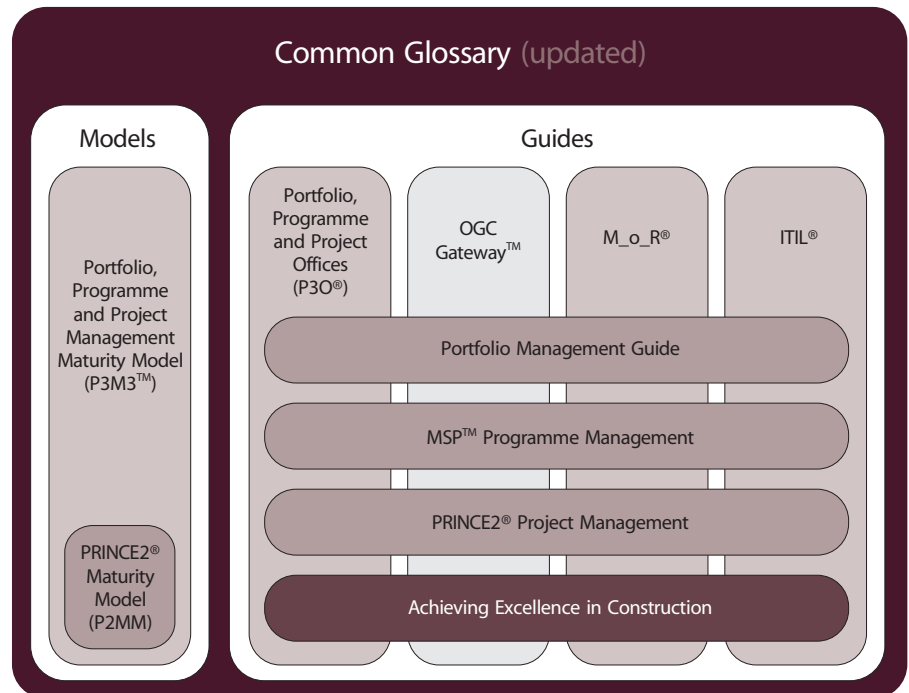 Common Glossary (updated)
Models
Portfolio,
Programme
and Project
Management
Maturity Model
(P3M3™)
PRINCE2®
Maturity
Model
(P2MM)
Guides
Portfolio,
Programme
and Project
Offices
(P3O®)
OGC
Gateway™
M_o_R®
ITIL®
Portfolio Management Guide
MSP™ Programme Management
PRINCE2® Project Management
Achieving Excellence in Construction